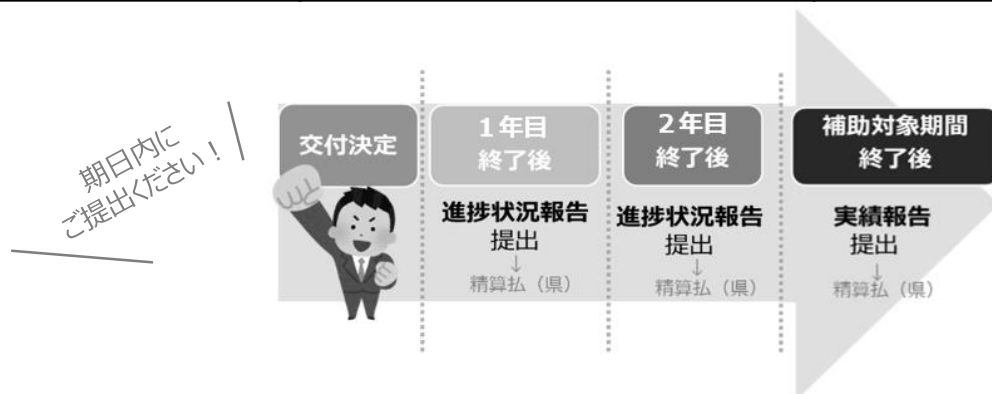 期日内に
ご提出ください！
交付決定
１年目
終了後
進捗状況報告
提出
↓
精算払（県）
２年目
終了後
進捗状況報告
提出
↓
精算払（県）
補助対象期間
終了後
実績報告
提出
↓
精算払（県）